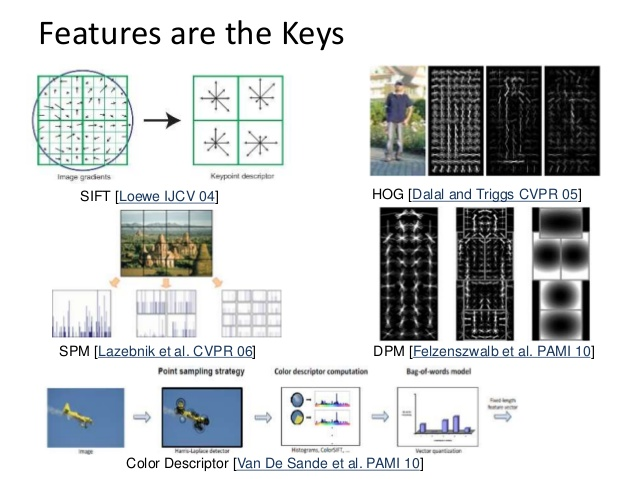 Features are the Keys
Image gradients
Keypoint descriptor
SIFT [Loewe IJCV 04]
HOG [Dalal and Triggs CVPR 05]
SPM [Lazebnik et al. CVPR 06]
DPM [Felzenszwalb et al. PAMI 10]
Point sampling strategy
Color descriptor computation
Bag-of-words model
Fixed-length
feature vector
Image
Harris-Laplace detector
Histograms, ColorSIFT, ...
Vector quantization
Color Descriptor [Van De Sande et al. PAMI 10]